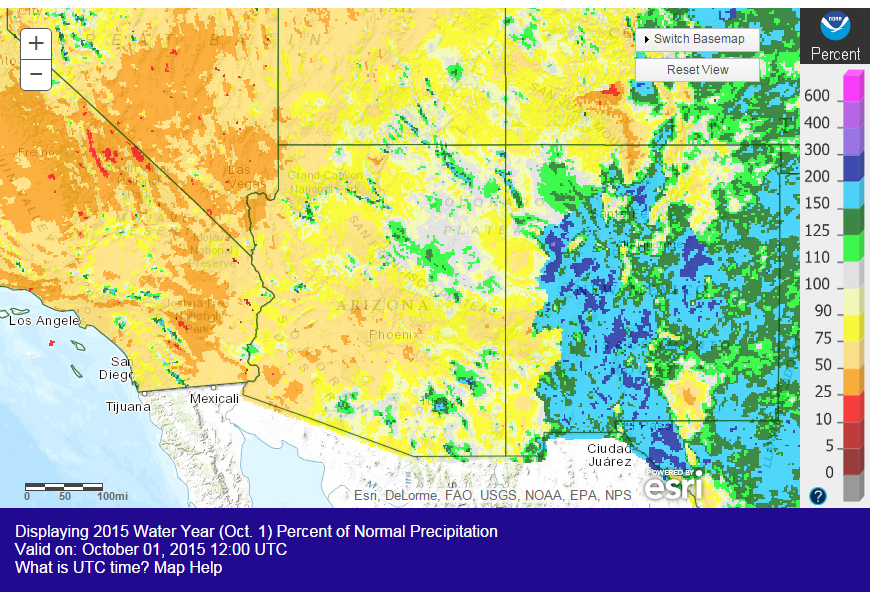 +
−
Switch Basemap
Reset View
NOAA
Percent
600
400
300
200
150
125
110
100
90
75
50
25
10
5
0
Fresno
Las
Vegas
Grand Canyon
ARIZONA
Phoenix
Los Angele
San
Diego
Tijuana
Mexicali
Ciudad
Juárez
0 50 100mi
POWERED BY
esri
Esri, DeLorme, FAO, USGS, NOAA, EPA, NPS
?
Displaying 2015 Water Year (Oct. 1) Percent of Normal Precipitation
Valid on: October 01, 2015 12:00 UTC
What is UTC time? Map Help